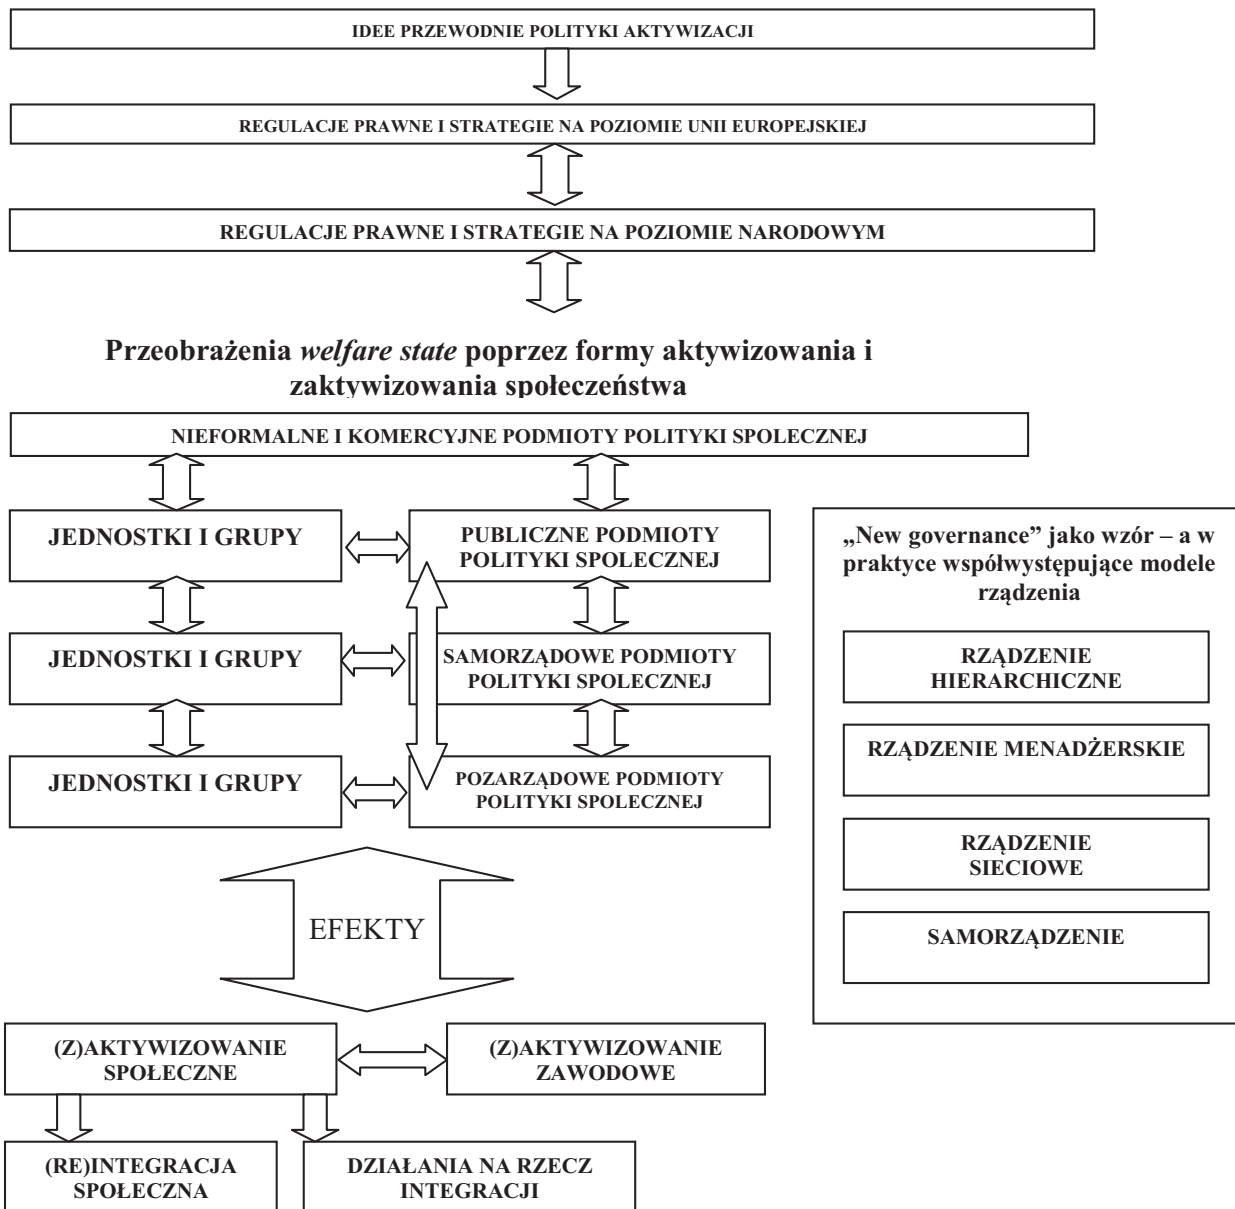 IDEE PRZEWODNIE POLITYKI AKTYWIZACJI
REGULACJE PRAWNE I STRATEGIE NA POZIOMIE UNII EUROPEJSKIEJ
REGULACJE PRAWNE I STRATEGIE NA POZIOMIE NARODOWYM
Przeobrażenia welfare state poprzez formy aktywizowania i
zaktywizowania społeczeństwa
NIEFORMALNE I KOMERCYJNE PODMIOTY POLITYKI SPOLECZNEJ
JEDNOSTKI I GRUPY
PUBLICZNE PODMIOTY
POLITYKI SPOLECZNEJ
JEDNOSTKI I GRUPY
SAMORZĄDOWE PODMIOTY
POLITYKI SPOLECZNEJ
JEDNOSTKI I GRUPY
POZARZĄDOWE PODMIOTY
POLITYKI SPOLECZNEJ
„New governance” jako wzór – a w
praktyce współwystępujące modele
rządzenia
RZĄDZENIE
HIERARCHICZNE
RZĄDZENIE MENADŻERSKIE
RZĄDZENIE
SIECIOWE
SAMORZĄDZENIE
EFEKTY
(Z)AKTYWIZOWANIE
SPOŁECZNE
(Z)AKTYWIZOWANIE
ZAWODOWE
(RE)INTEGRACJA
SPOŁECZNA
DZIAŁANIA NA RZECZ
INTEGRACJI